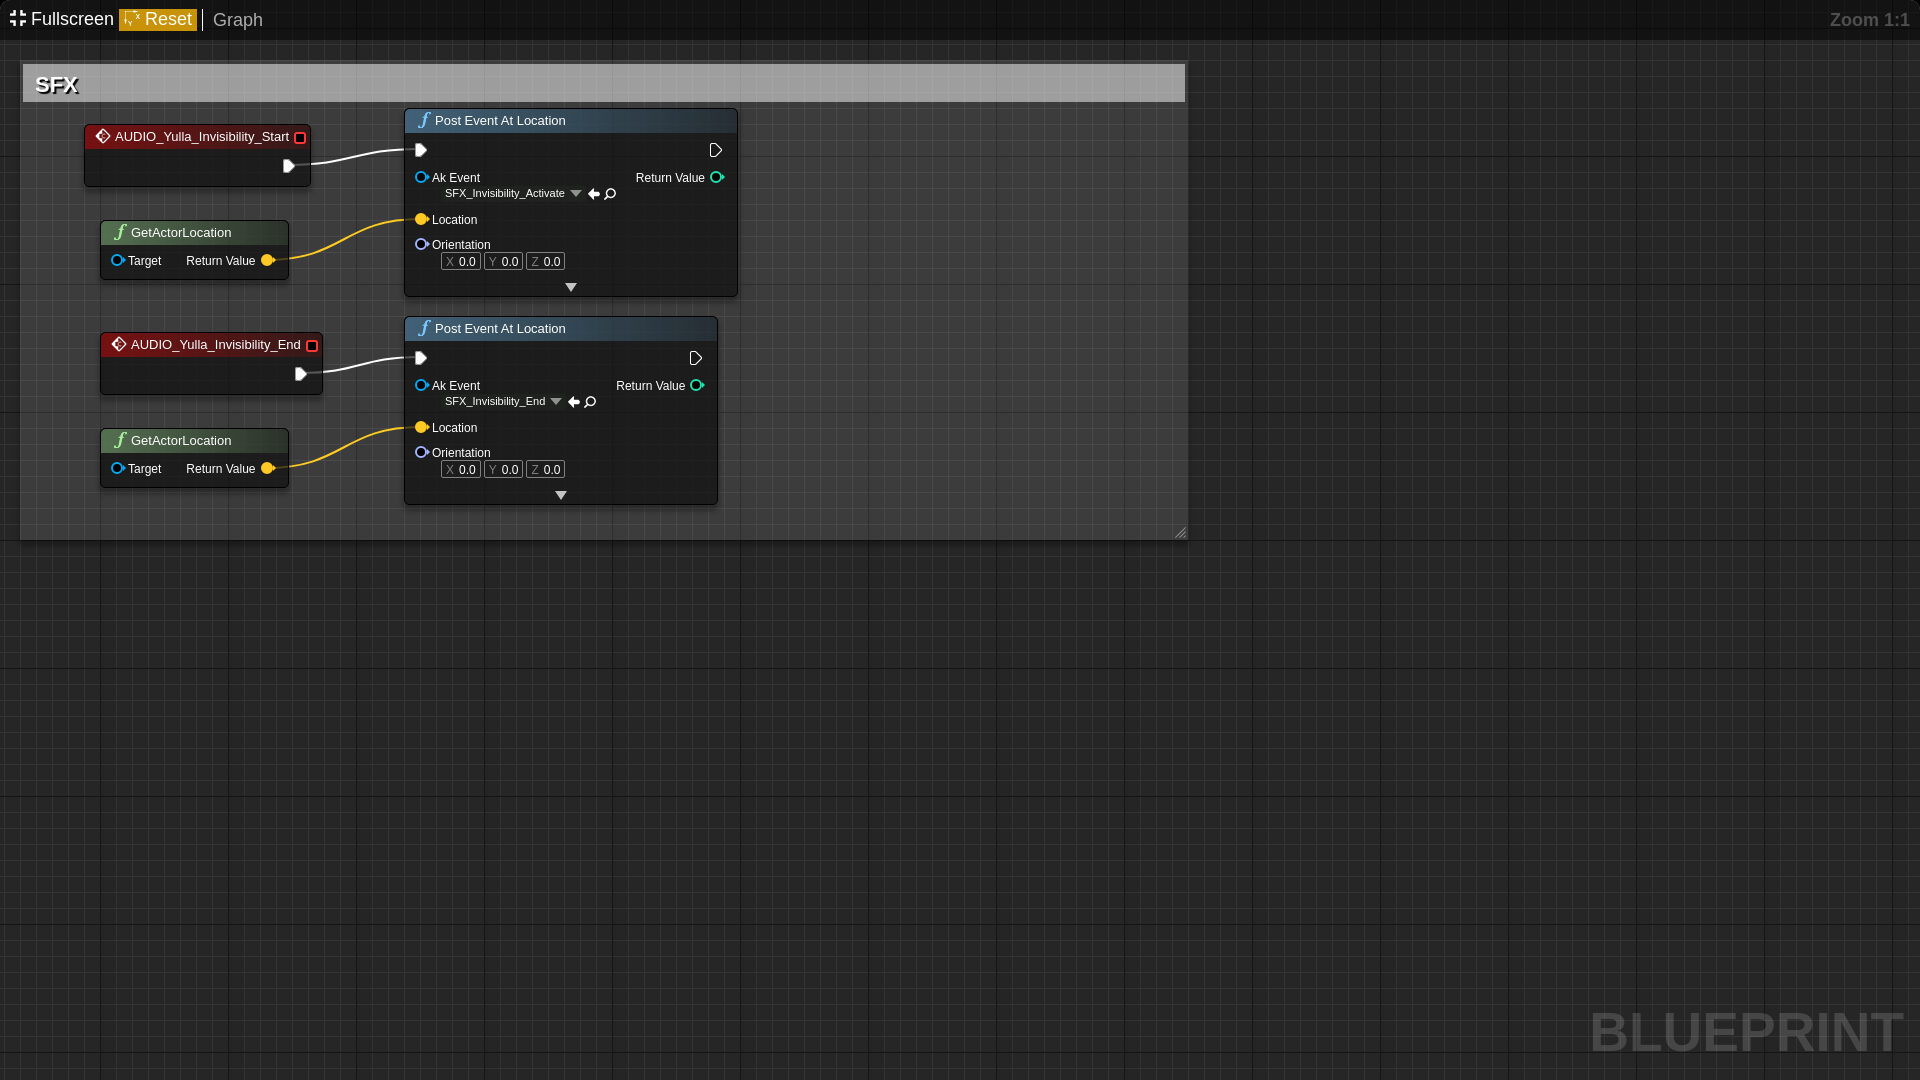 Fullscreen Reset Graph Zoom 1:1
SFX
AUDIO_Yulla_Invisibility_Start
Post Event At Location
Ak Event Return Value
SFX_Invisibility_Activate
Location
Orientation
X 0.0 Y 0.0 Z 0.0
GetActorLocation
Target Return Value
AUDIO_Yulla_Invisibility_End
Post Event At Location
Ak Event Return Value
SFX_Invisibility_End
Location
Orientation
X 0.0 Y 0.0 Z 0.0
GetActorLocation
Target Return Value
BLUEPRINT